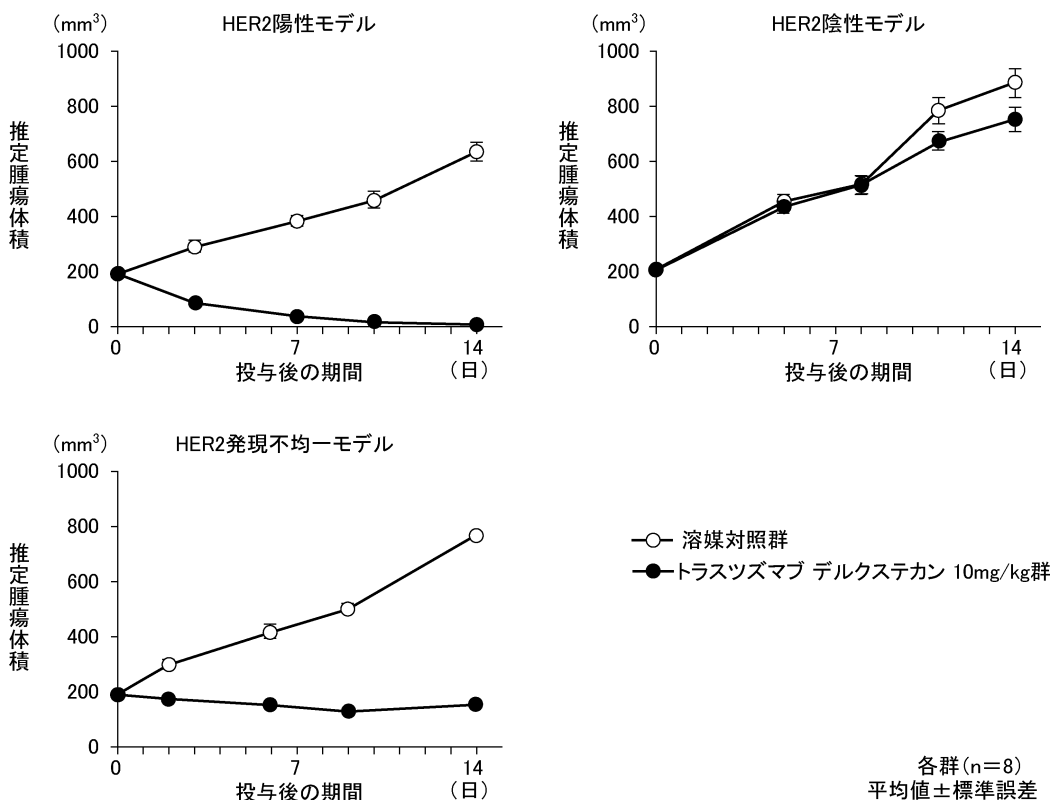 HER2陽性モデル
（mm³）
1000
800
600
400
200
0
推定腫瘍体積
0 7 14
投与後の期間 （日）
HER2陰性モデル
（mm³）
1000
800
600
400
200
0
推定腫瘍体積
0 7 14
投与後の期間 （日）
HER2発現不均一モデル
（mm³）
1000
800
600
400
200
0
推定腫瘍体積
0 7 14
投与後の期間 （日）
溶媒対照群
トラスツズマブ デルクステカン 10mg/kg群
各群（n＝8）
平均値±標準誤差